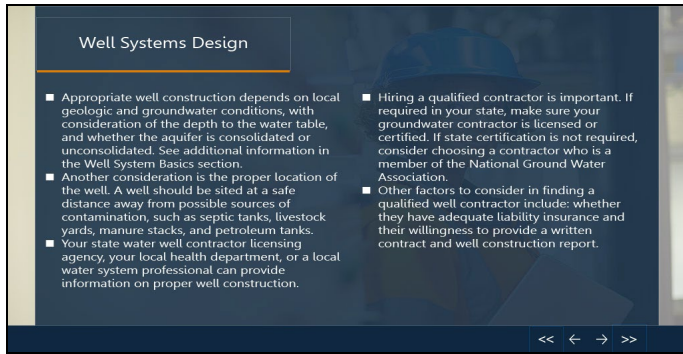 Well Systems Design
■ Appropriate well construction depends on local
geologic and groundwater conditions, with
consideration of the depth to the water table,
and whether the aquifer is consolidated or
unconsolidated. See additional information in
the Well System Basics section.
■ Another consideration is the proper location of
the well. A well should be sited at a safe
distance away from possible sources of
contamination, such as septic tanks, livestock
yards, manure stacks, and petroleum tanks.
■ Your state water well contractor licensing
agency, your local health department, or a local
water system professional can provide
information on proper well construction.
■ Hiring a qualified contractor is important. If
required in your state, make sure your
groundwater contractor is licensed or
certified. If state certification is not required,
consider choosing a contractor who is a
member of the National Ground Water
Association.
■ Other factors to consider in finding a
qualified well contractor include: whether
they have adequate liability insurance and
their willingness to provide a written
contract and well construction report.
<< ← → >>